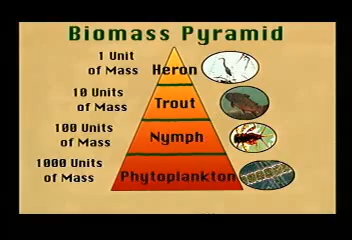 Biomass Pyramid
1 Unit
of Mass
Heron
10 Units
of Mass
Trout
100 Units
of Mass
Nymph
1000 Units
of Mass
Phytoplankton